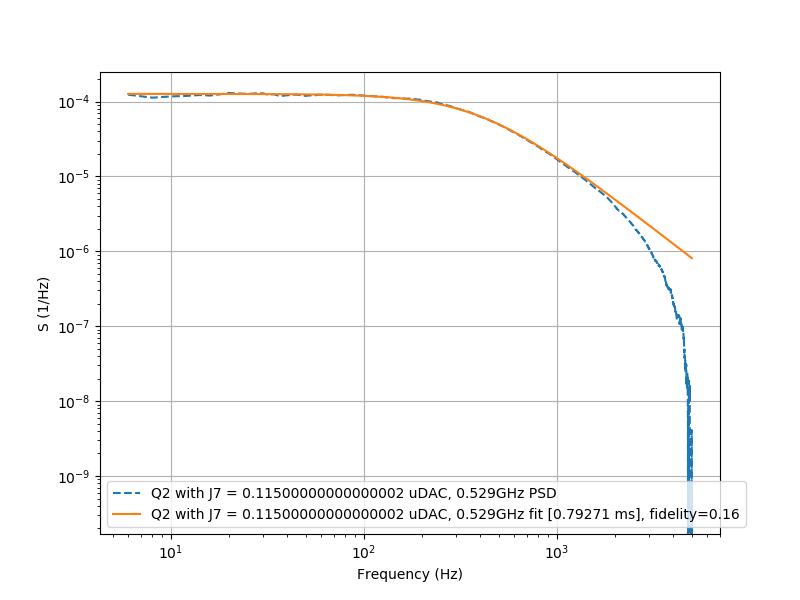 10⁻⁴
10⁻⁵
10⁻⁶
10⁻⁷
10⁻⁸
10⁻⁹
S (1/Hz)
Q2 with J7 = 0.11500000000000002 uDAC, 0.529GHz PSD
Q2 with J7 = 0.11500000000000002 uDAC, 0.529GHz fit [0.79271 ms], fidelity=0.16
10¹ 10² 10³
Frequency (Hz)